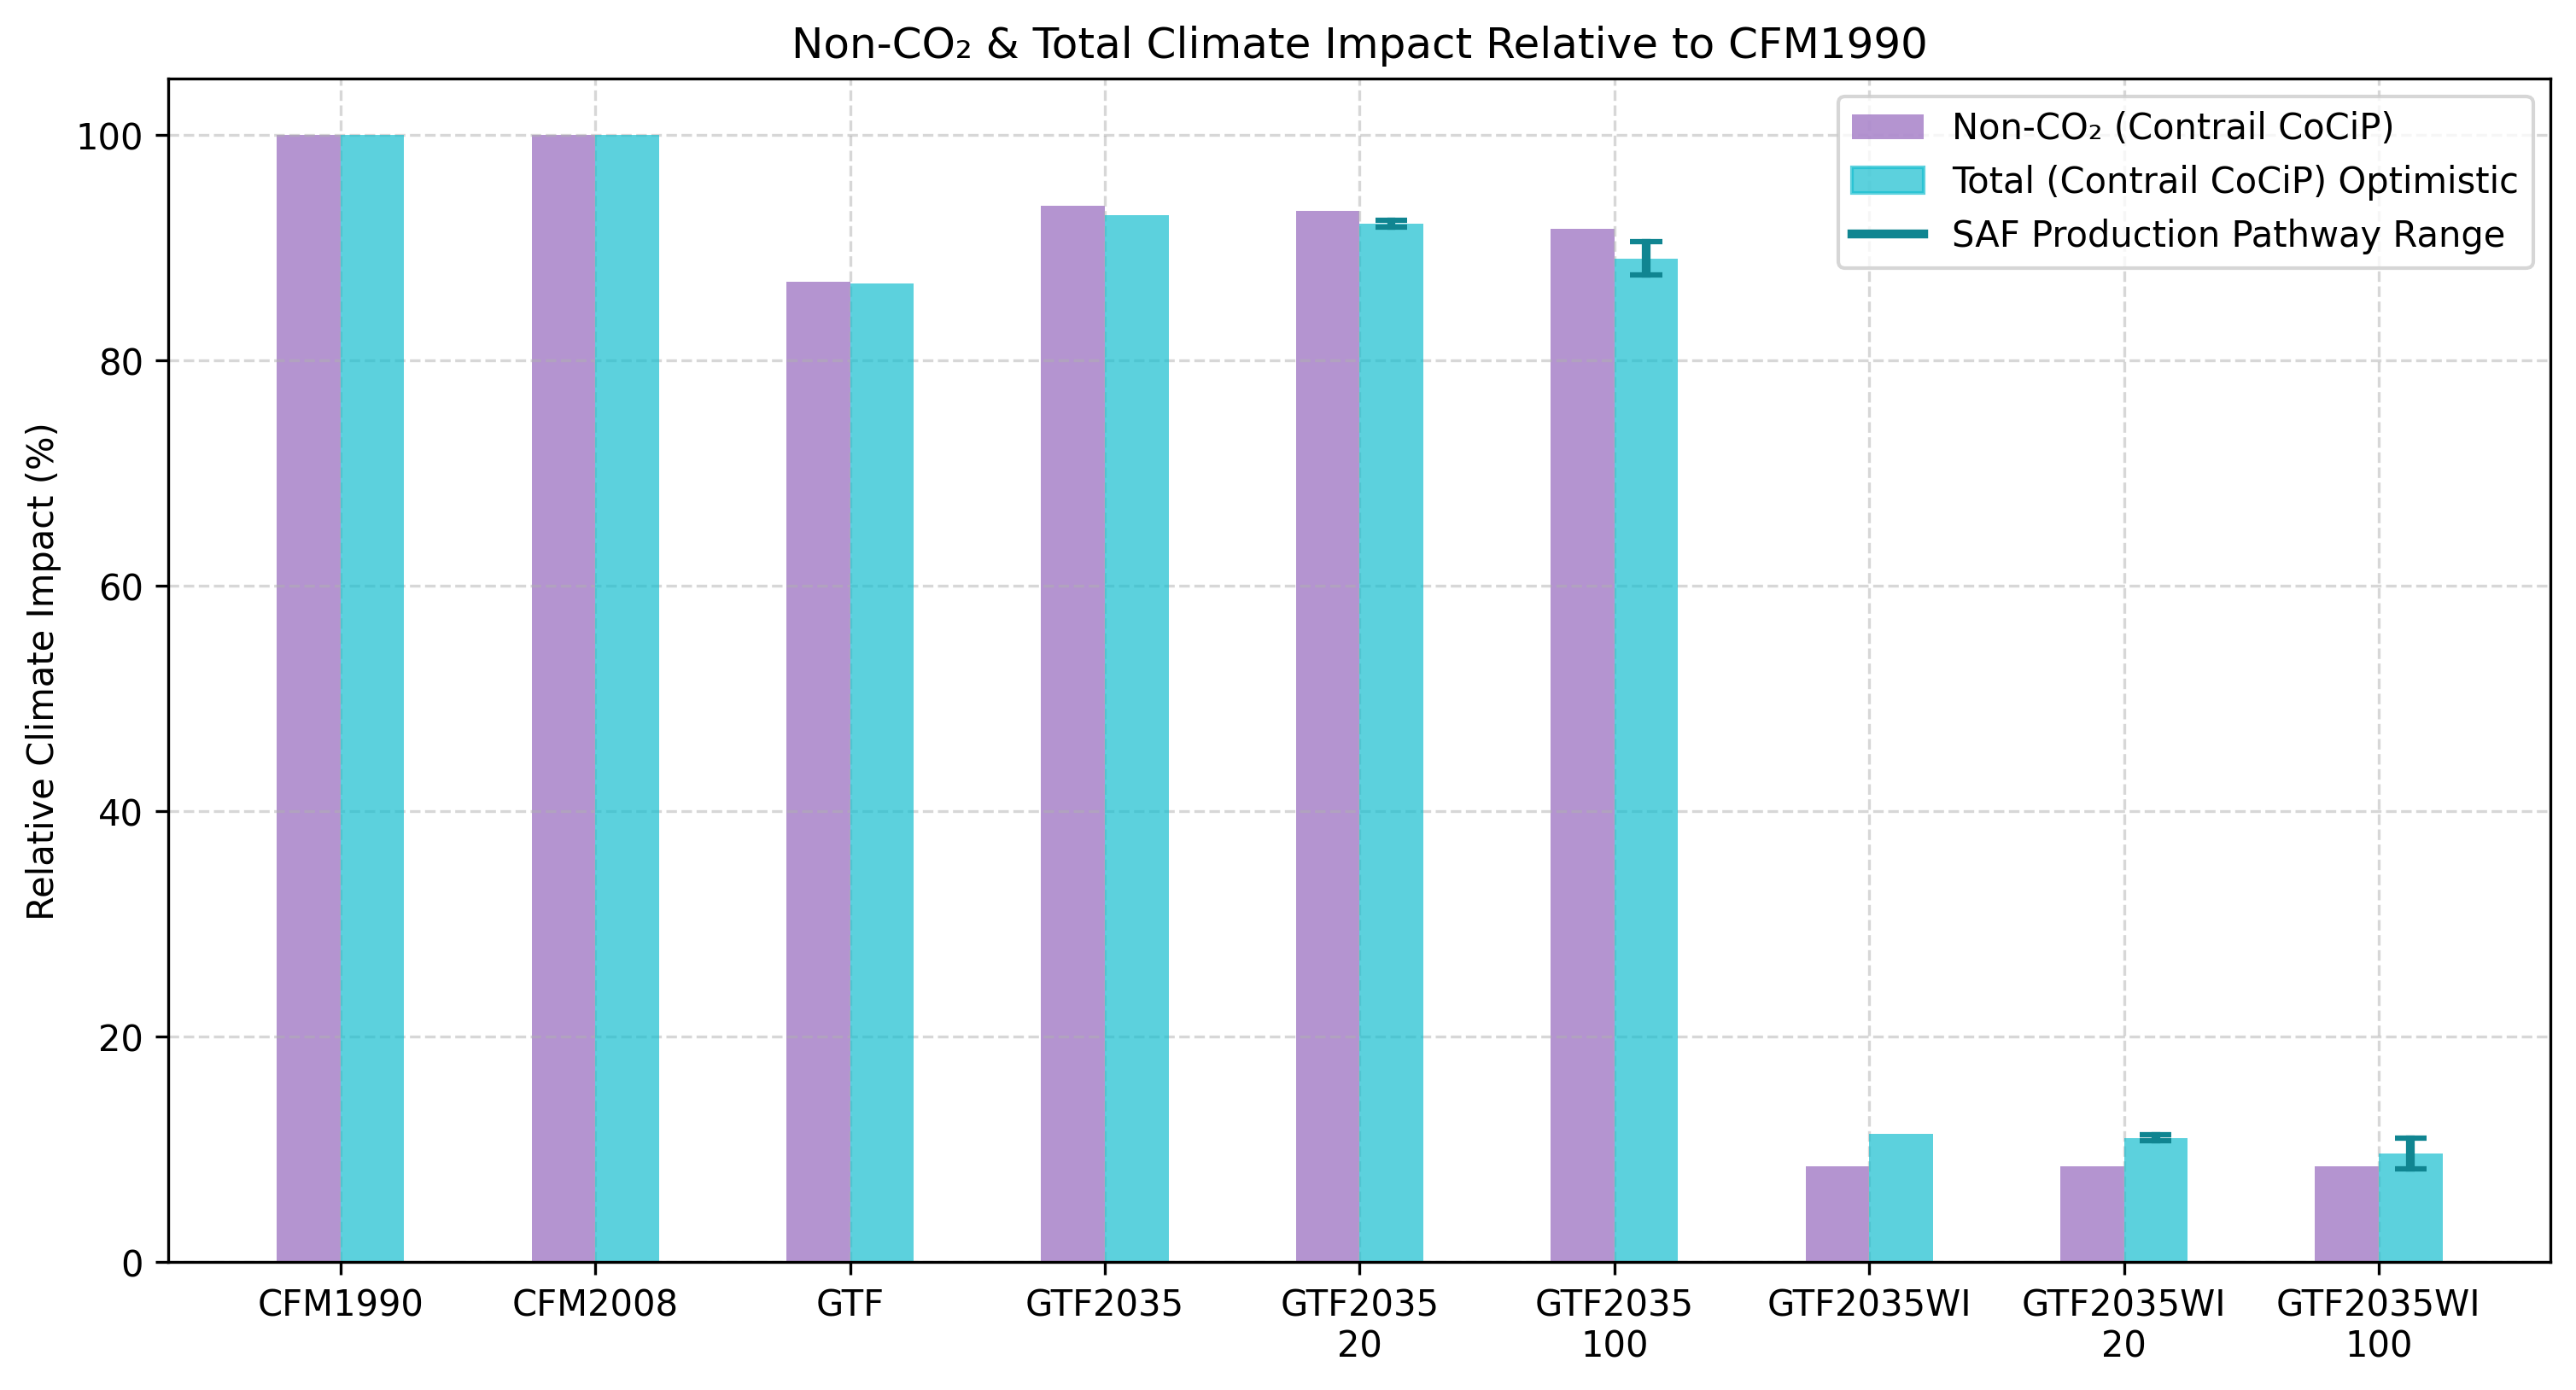 Non-CO₂ & Total Climate Impact Relative to CFM1990
Non-CO₂ (Contrail CoCiP)
Total (Contrail CoCiP) Optimistic
SAF Production Pathway Range
Relative Climate Impact (%)
100
80
60
40
20
0
CFM1990
CFM2008
GTF
GTF2035
GTF2035
20
GTF2035
100
GTF2035WI
GTF2035WI
20
GTF2035WI
100